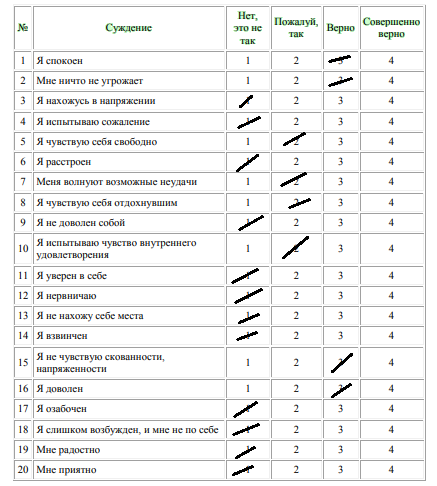 № Суждение Нет, это не так Пожалуй, так Верно Совершенно верно
1 Я спокоен 1 2 3 4
2 Мне ничто не угрожает 1 2 3 4
3 Я нахожусь в напряжении 1 2 3 4
4 Я испытываю сожаление 1 2 3 4
5 Я чувствую себя свободно 1 2 3 4
6 Я расстроен 1 2 3 4
7 Меня волнуют возможные неудачи 1 2 3 4
8 Я чувствую себя отдохнувшим 1 2 3 4
9 Я не доволен собой 1 2 3 4
10 Я испытываю чувство внутреннего
удовлетворения 1 2 3 4
11 Я уверен в себе 1 2 3 4
12 Я нервничаю 1 2 3 4
13 Я не нахожу себе места 1 2 3 4
14 Я взвинчен 1 2 3 4
15 Я не чувствую скованности,
напряженности 1 2 3 4
16 Я доволен 1 2 3 4
17 Я озабочен 1 2 3 4
18 Я слишком возбужден, и мне не по себе 1 2 3 4
19 Мне радостно 1 2 3 4
20 Мне приятно 1 2 3 4